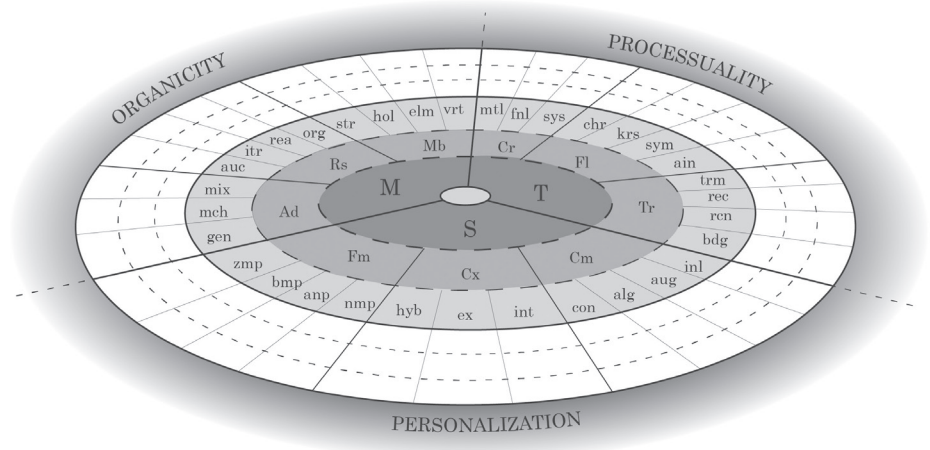 ORGANICITY
PROCESSUALITY
PERSONALIZATION
M
T
S
Ad
Rs
Mb
Cr
Fl
Tr
Cm
Cx
Fm
gen
mch
mix
auc
itr
rea
org
str
hol
elm
vrt
mtl
fnl
sys
chr
krs
sym
ain
trm
rec
rcn
bdg
inl
aug
alg
con
int
ex
hyb
nmp
anp
bmp
zmp